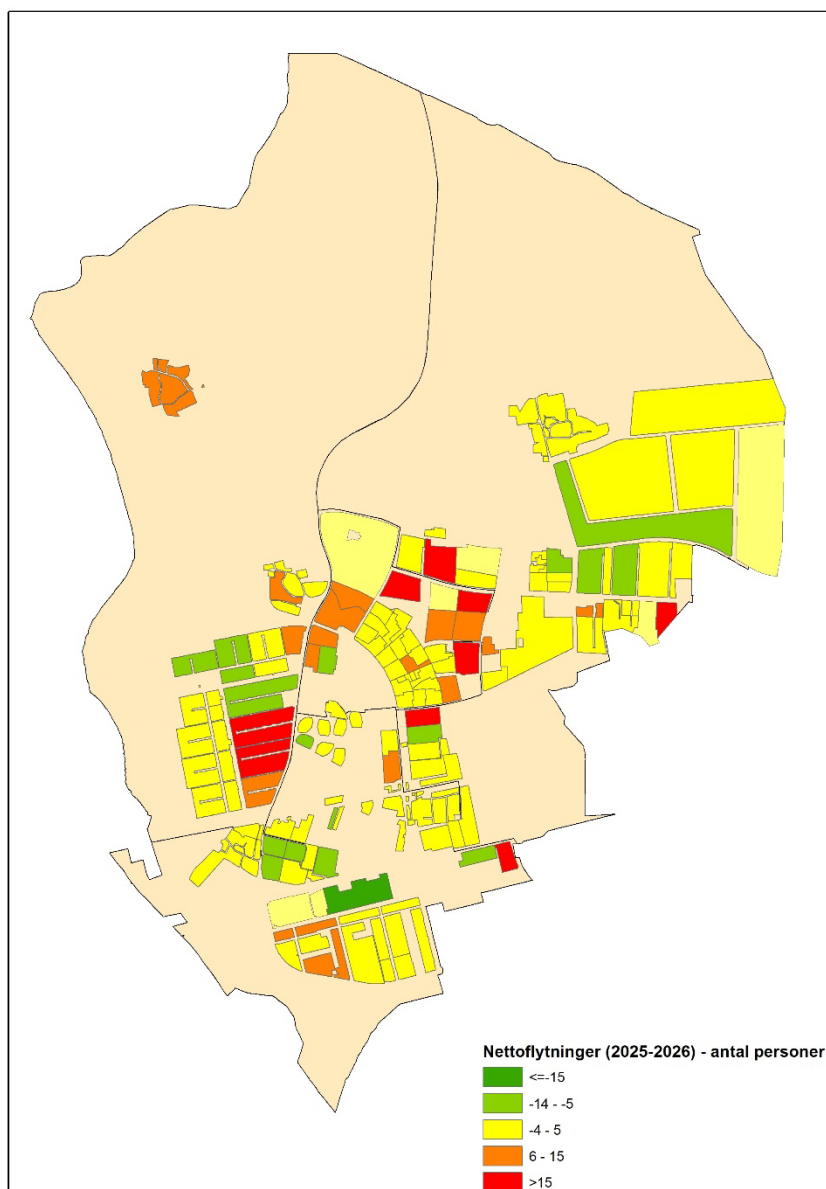 Nettoflytninger (2025-2026) - antal personer
<=-15
-14 - -5
-4 - 5
6 - 15
>15